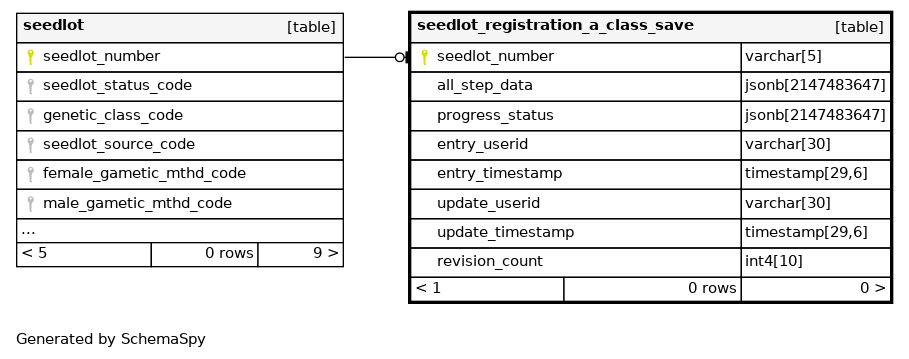 seedlot [table]
seedlot_number
seedlot_status_code
genetic_class_code
seedlot_source_code
female_gametic_mthd_code
male_gametic_mthd_code
...
< 5 0 rows 9 >
seedlot_registration_a_class_save [table]
seedlot_number varchar[5]
all_step_data jsonb[2147483647]
progress_status jsonb[2147483647]
entry_userid varchar[30]
entry_timestamp timestamp[29,6]
update_userid varchar[30]
update_timestamp timestamp[29,6]
revision_count int4[10]
< 1 0 rows 0 >
Generated by SchemaSpy